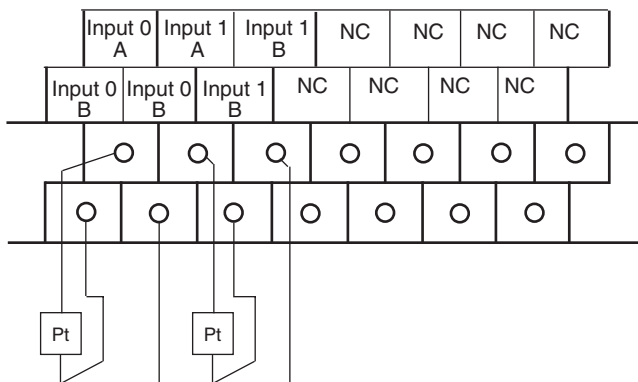 Input 0 Input 1 Input 1 NC NC NC NC
A A B
Input 0 Input 0 Input 1 NC NC NC NC
B B B
Pt Pt